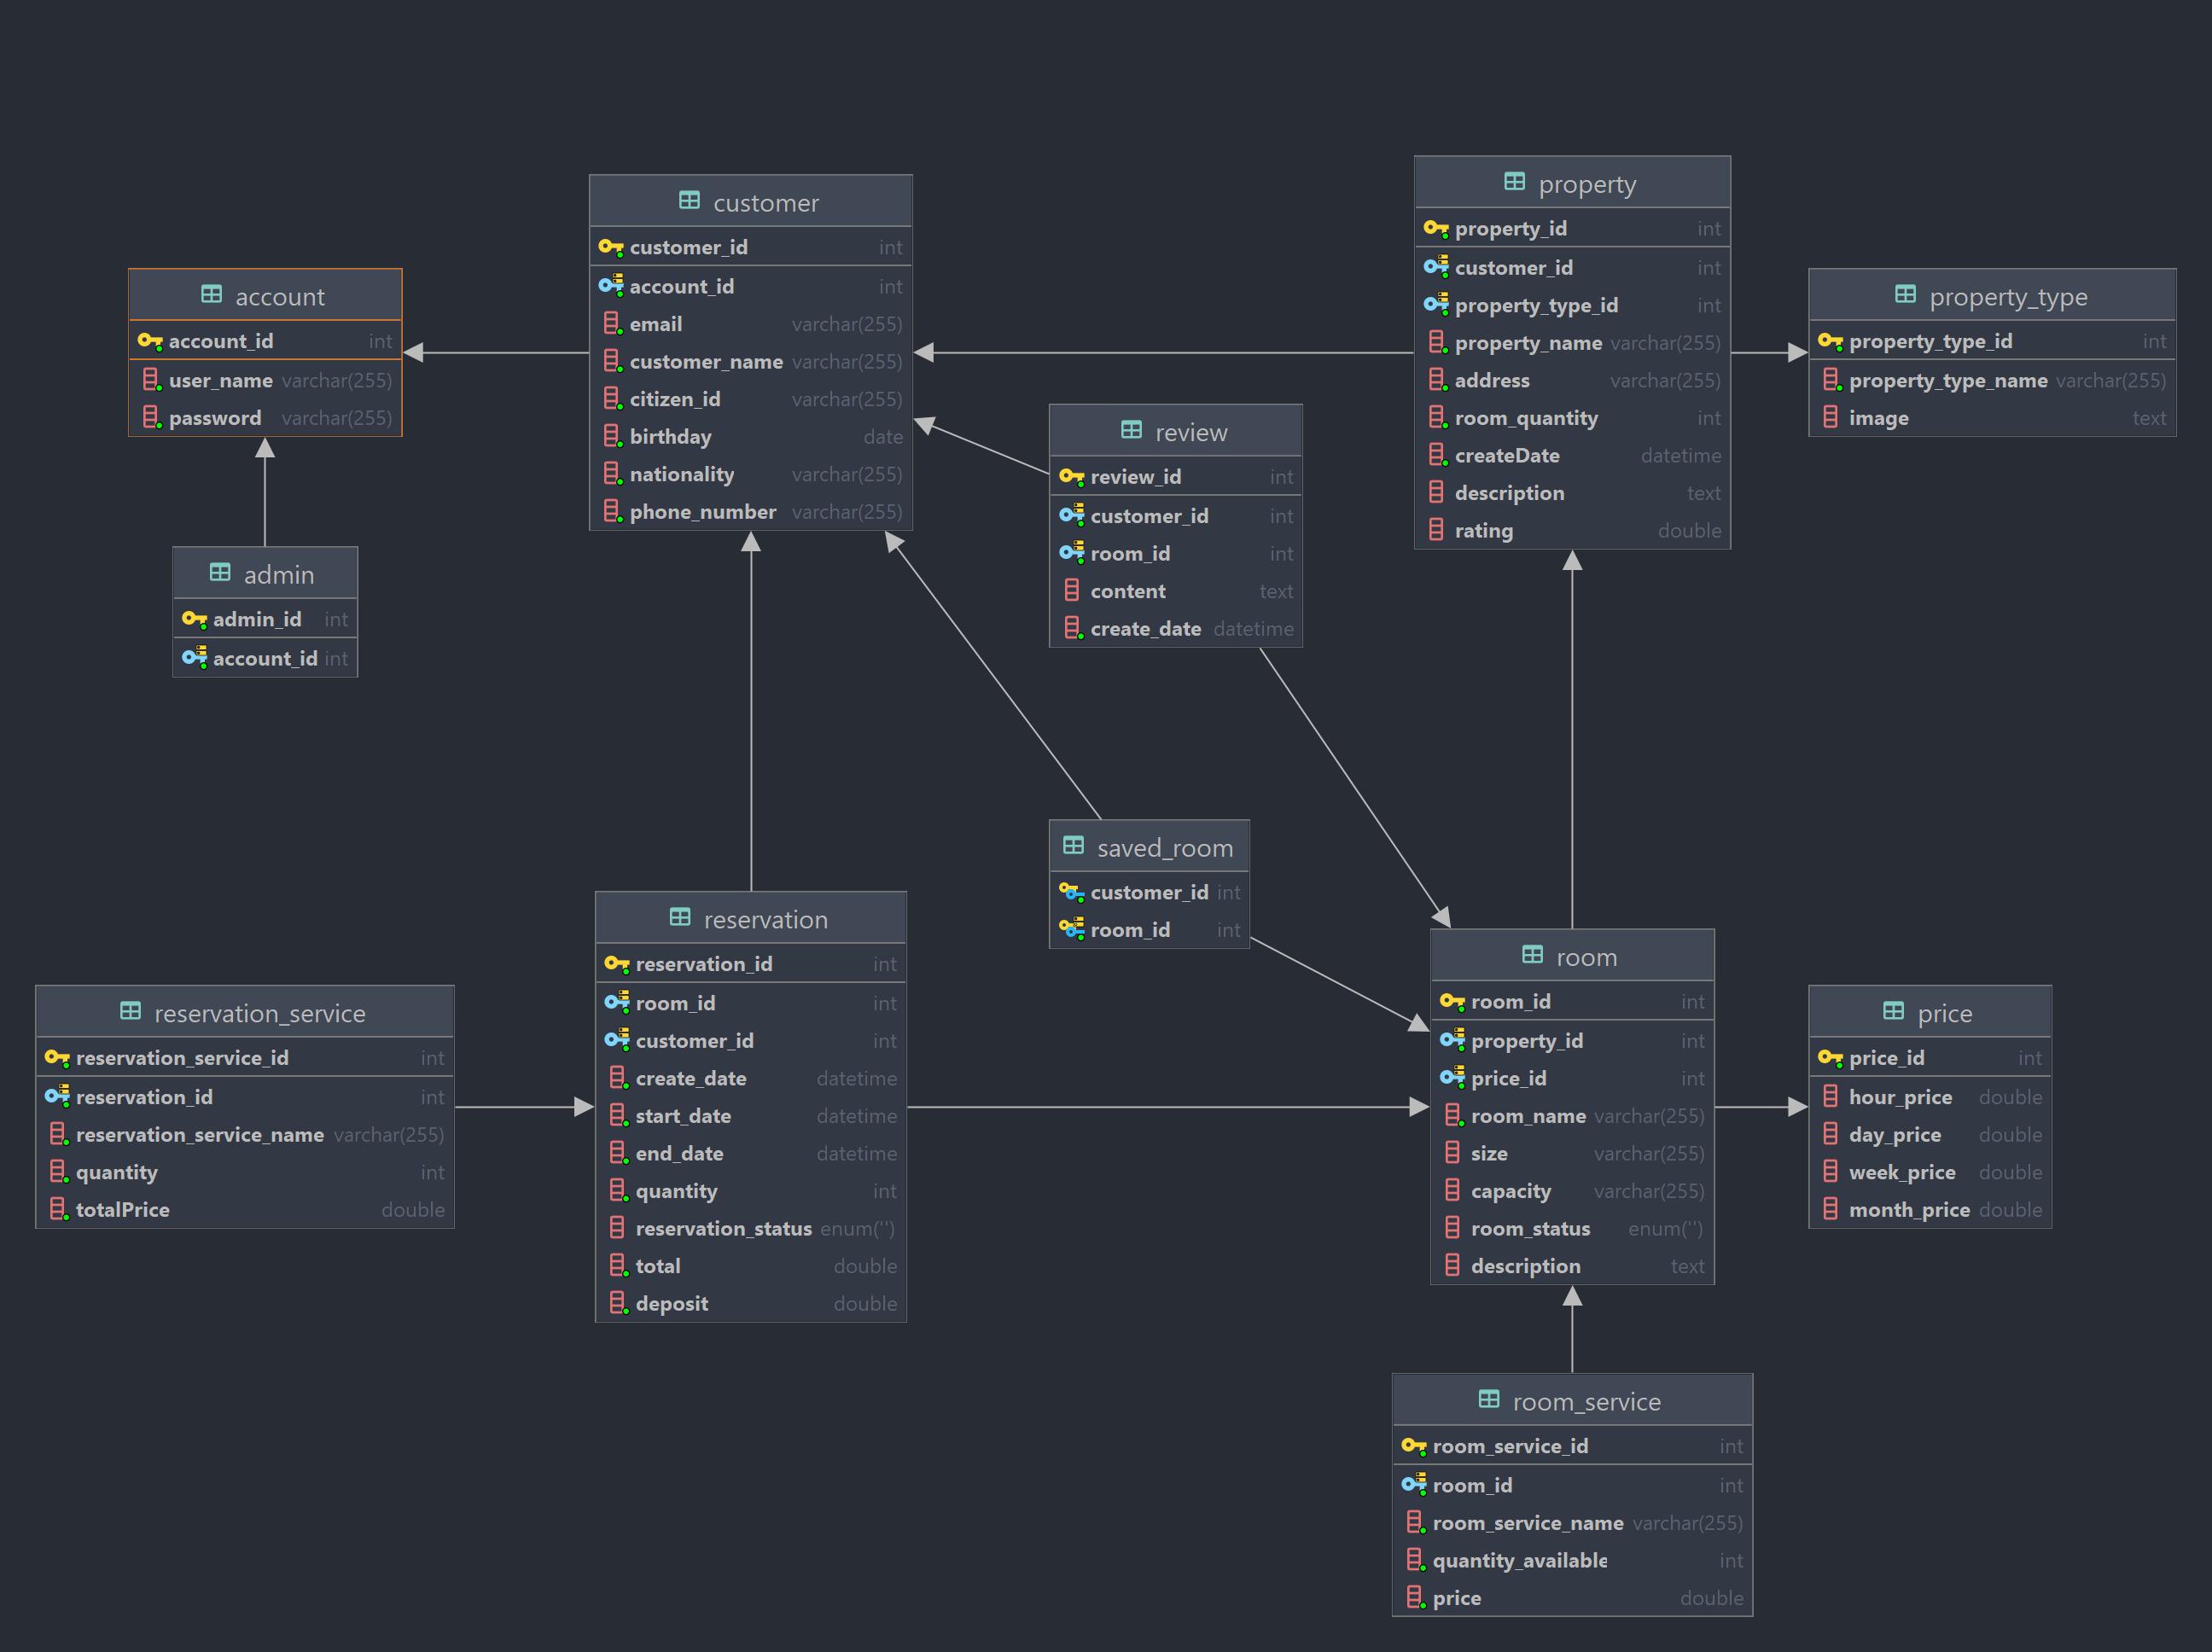 account
account_id int
user_name varchar(255)
password varchar(255)
admin
admin_id int
account_id int
customer
customer_id int
account_id int
email varchar(255)
customer_name varchar(255)
citizen_id varchar(255)
birthday date
nationality varchar(255)
phone_number varchar(255)
review
review_id int
customer_id int
room_id int
content text
create_date datetime
property
property_id int
customer_id int
property_type_id int
property_name varchar(255)
address varchar(255)
room_quantity int
createDate datetime
description text
rating double
property_type
property_type_id int
property_type_name varchar(255)
image text
saved_room
customer_id int
room_id int
reservation_service
reservation_service_id int
reservation_id int
reservation_service_name varchar(255)
quantity int
totalPrice double
reservation
reservation_id int
room_id int
customer_id int
create_date datetime
start_date datetime
end_date datetime
quantity int
reservation_status enum('')
total double
deposit double
room
room_id int
property_id int
price_id int
room_name varchar(255)
size varchar(255)
capacity varchar(255)
room_status enum('')
description text
price
price_id int
hour_price double
day_price double
week_price double
month_price double
room_service
room_service_id int
room_id int
room_service_name varchar(255)
quantity_available int
price double